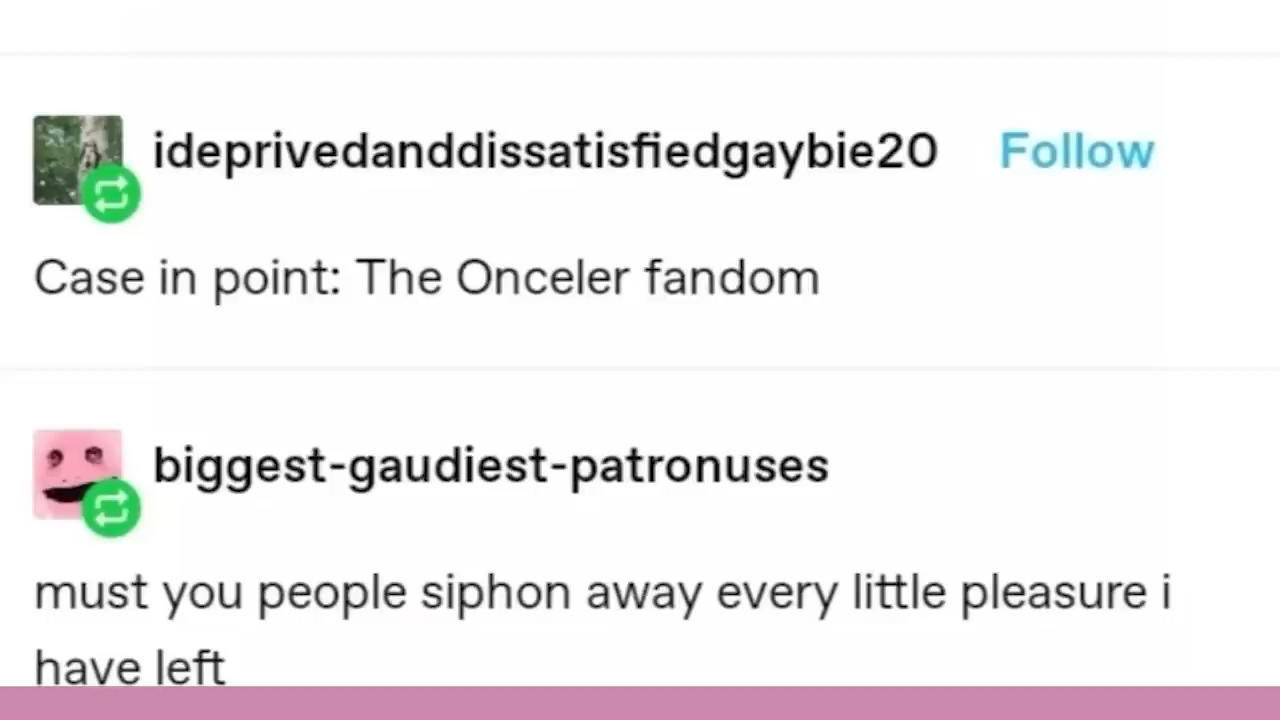 ideprivedanddissatisfiedgaybie20 Follow
Case in point: The Onceler fandom
biggest-gaudiest-patronuses
must you people siphon away every little pleasure i
have left